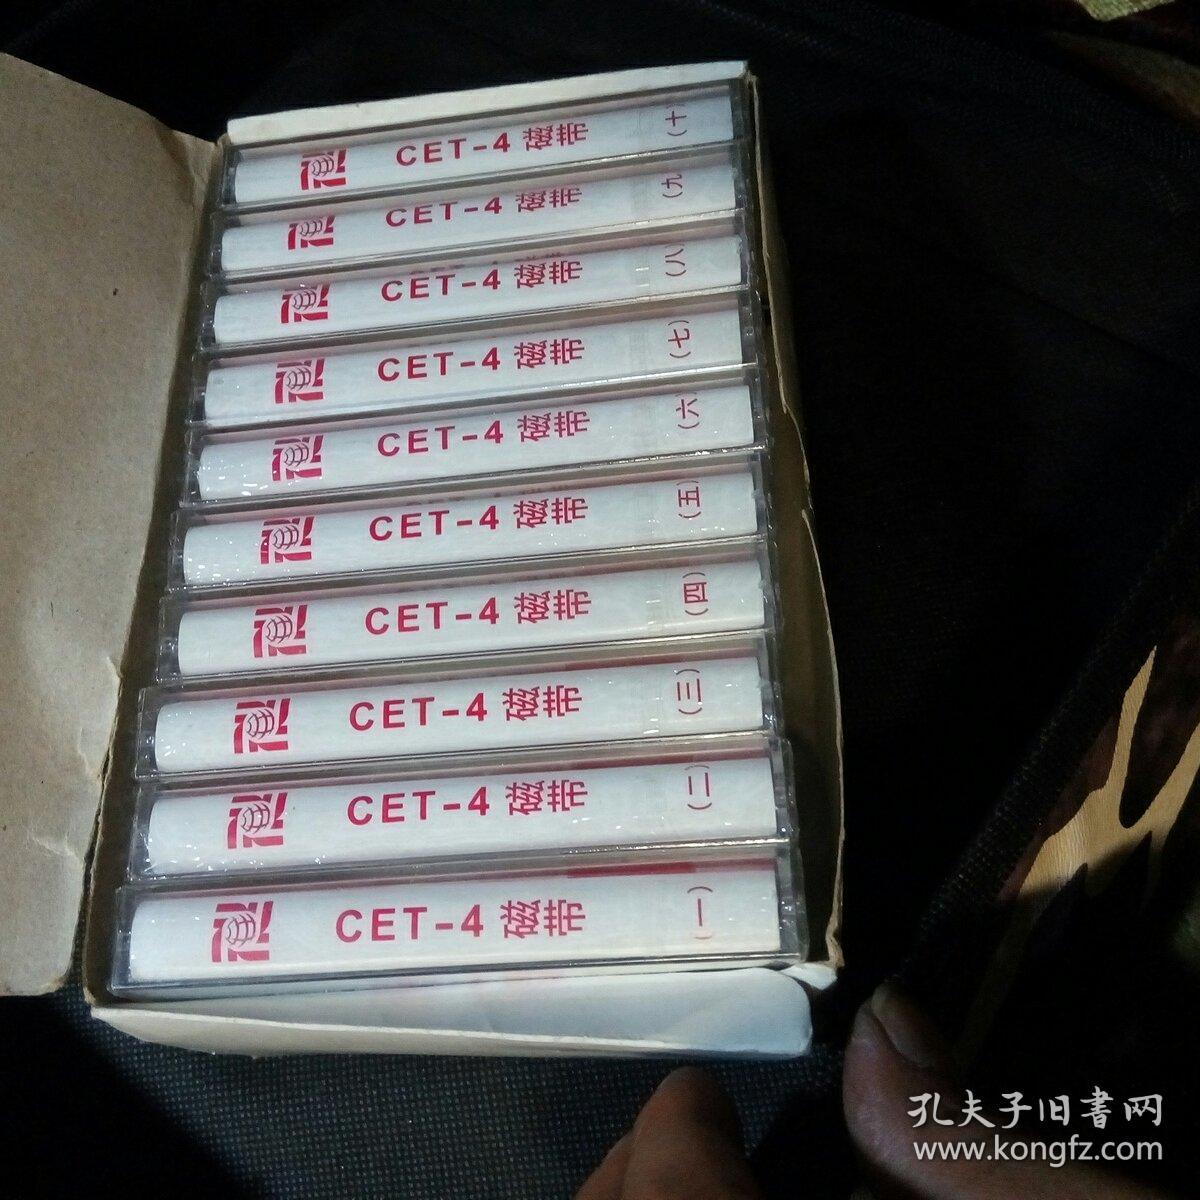 CET-4 磁带 (十)
CET-4 磁带 (九)
CET-4 磁带 (八)
CET-4 磁带 (七)
CET-4 磁带 (六)
CET-4 磁带 (五)
CET-4 磁带 (四)
CET-4 磁带 (三)
CET-4 磁带 (二)
CET-4 磁带 (一)
孔夫子旧書网
www.kongfz.com